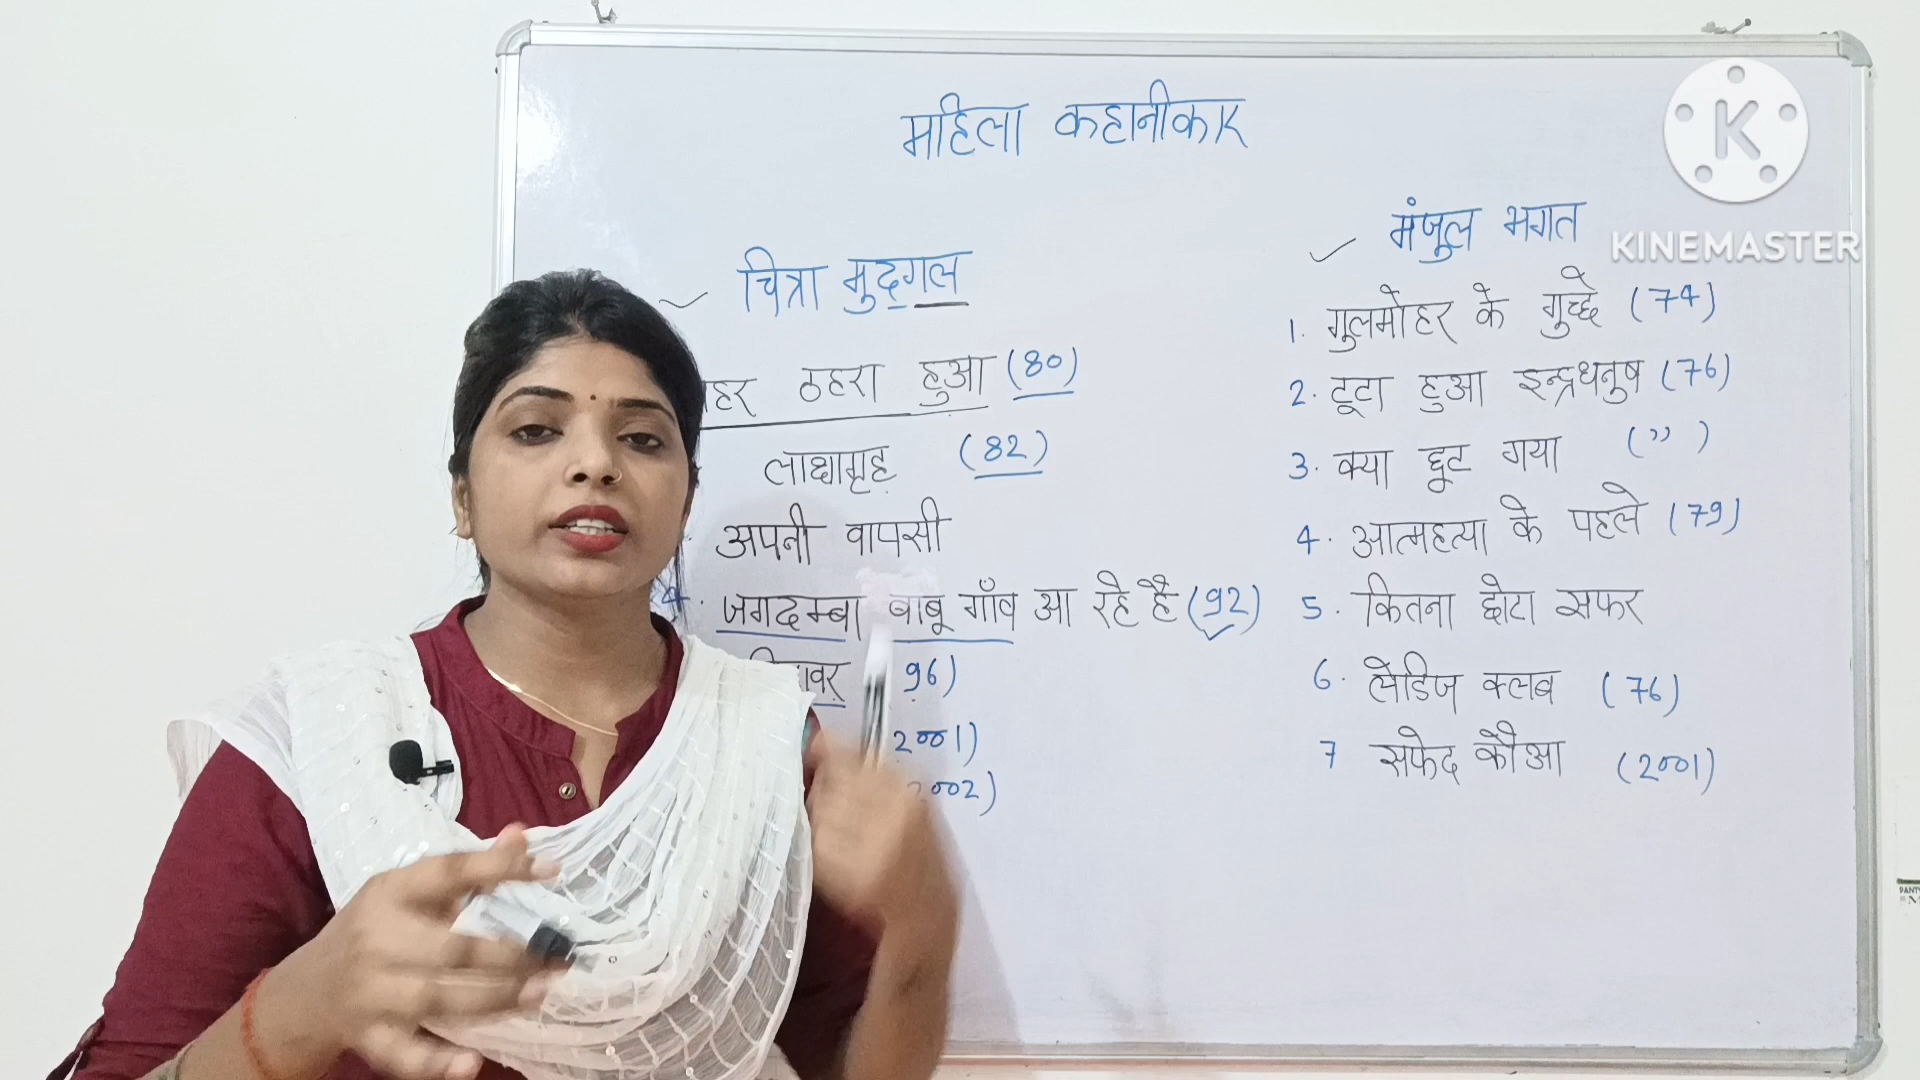 महिला कहानीकार
चित्रा मुद्गल
हर ठहरा हुआ (80)
लाक्षागृह (82)
अपनी वापसी
4. जगदम्बा बाबू गाँव आ रहे है (92)
96)
2001)
2002)
मंजुल भगत
1. गुलमोहर के गुच्छे (74)
2. टूटा हुआ इन्द्रधनुष (76)
3. क्या छूट गया (,,)
4. आत्महत्या के पहले (79)
5. कितना छोटा सफर
6. लेडिज क्लब (76)
7 सफेद कौआ (2001)
K
KINEMASTER